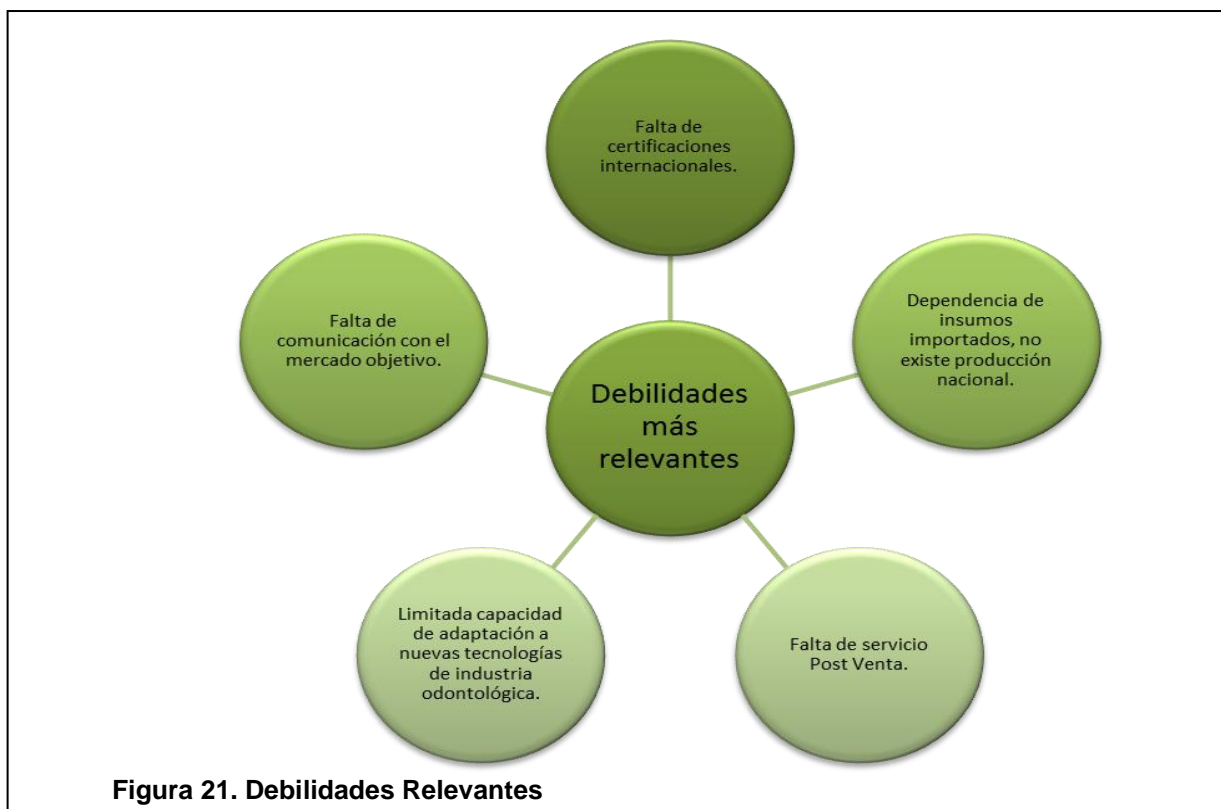 Falta de
certificaciones
internacionales.
Dependencia de
insumos
importados, no
existe producción
nacional.
Falta de servicio
Post Venta.
Limitada capacidad
de adaptación a
nuevas tecnologías
de industria
odontológica.
Falta de
comunicación con el
mercado objetivo.
Debilidades
más
relevantes
Figura 21. Debilidades Relevantes